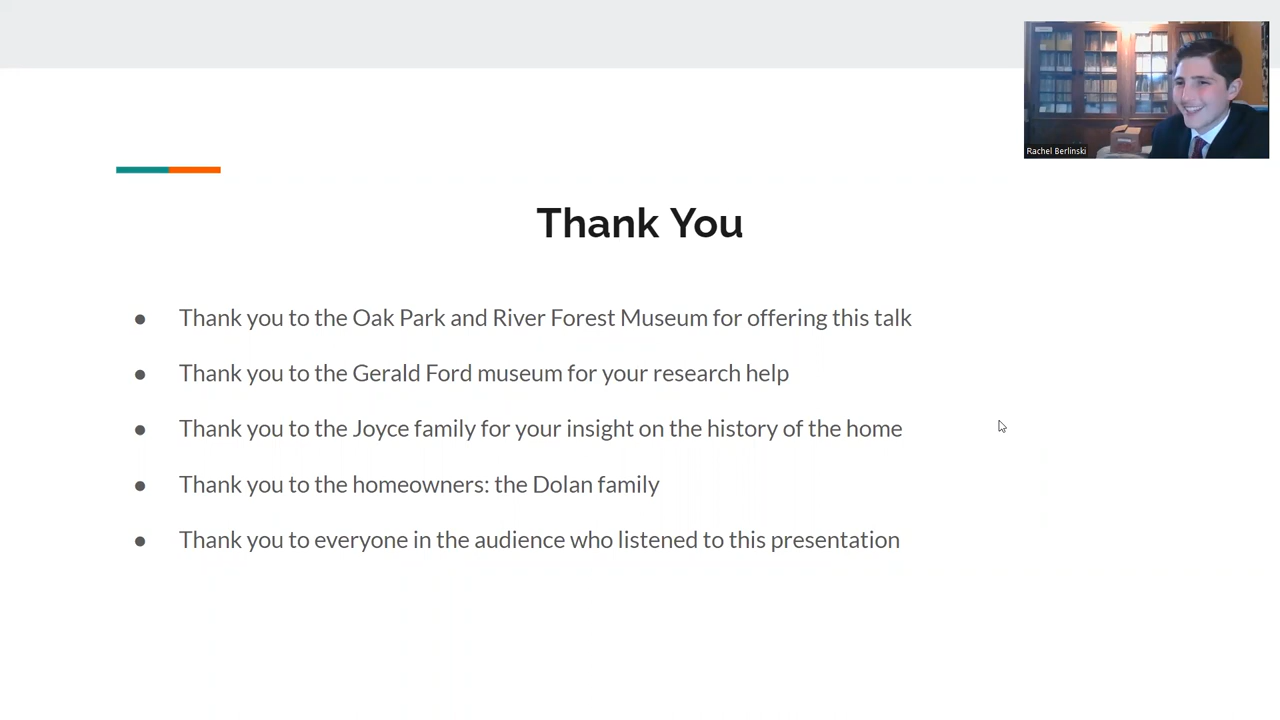 Rachel Berlinski
Thank You
● Thank you to the Oak Park and River Forest Museum for offering this talk
● Thank you to the Gerald Ford museum for your research help
● Thank you to the Joyce family for your insight on the history of the home
● Thank you to the homeowners: the Dolan family
● Thank you to everyone in the audience who listened to this presentation